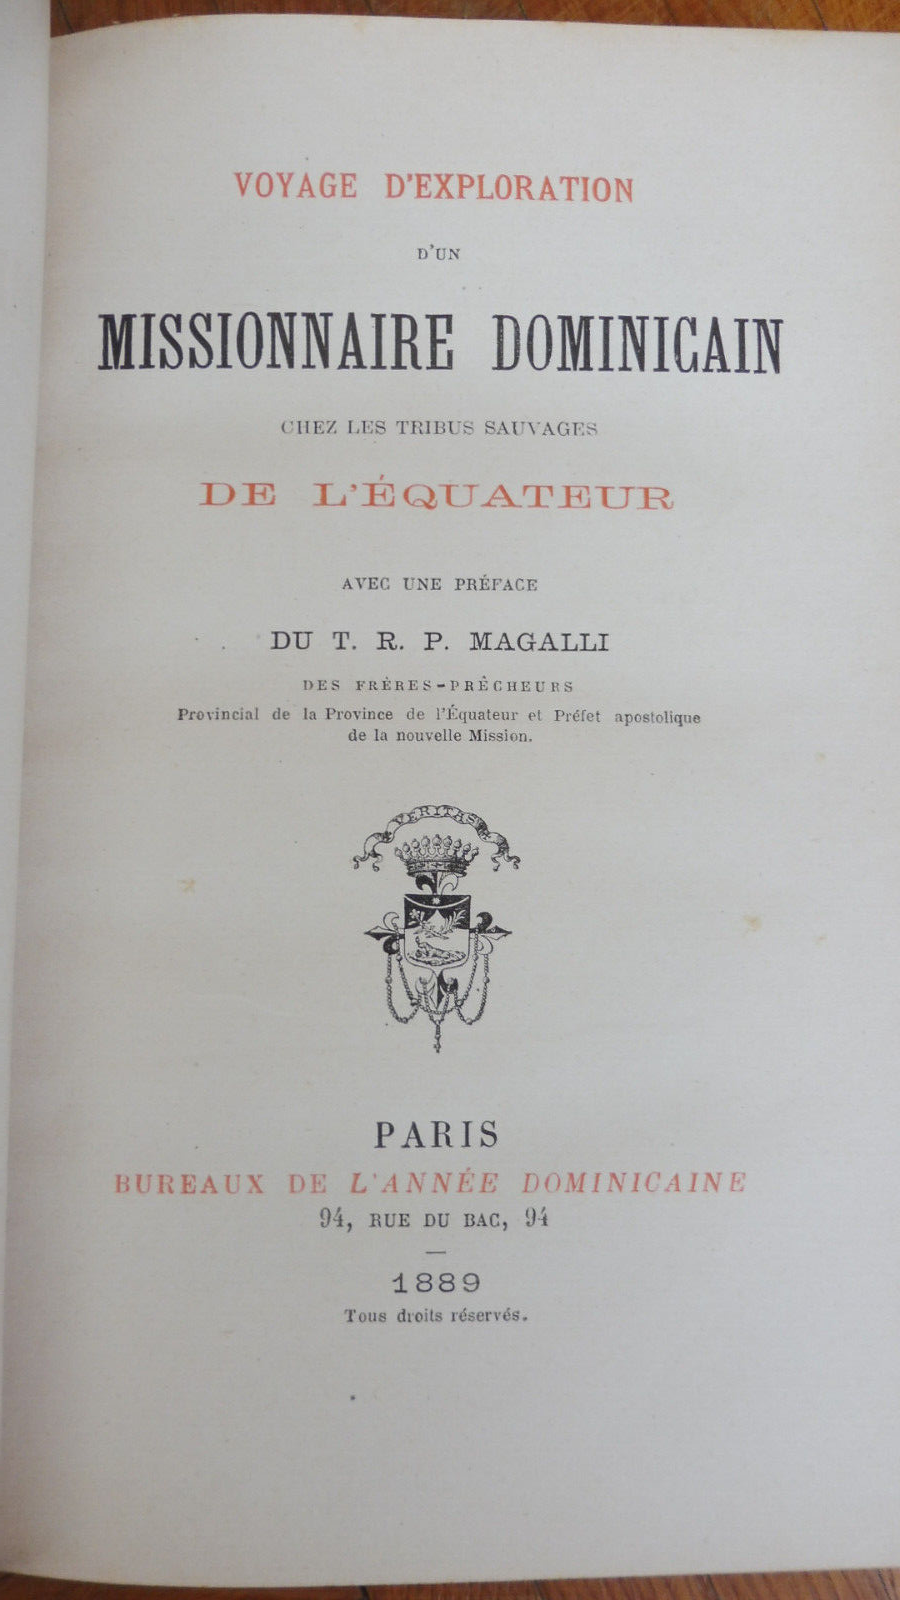 VOYAGE D'EXPLORATION
D'UN
MISSIONNAIRE DOMINICAIN
CHEZ LES TRIBUS SAUVAGES
DE L'ÉQUATEUR
AVEC UNE PRÉFACE
DU T. R. P. MAGALLI
DES FRÈRES-PRÊCHEURS
Provincial de la Province de l'Équateur et Préfet apostolique
de la nouvelle Mission.
VERITAS
PARIS
BUREAUX DE L'ANNÉE DOMINICAINE
94, RUE DU BAC, 94
1889
Tous droits réservés.